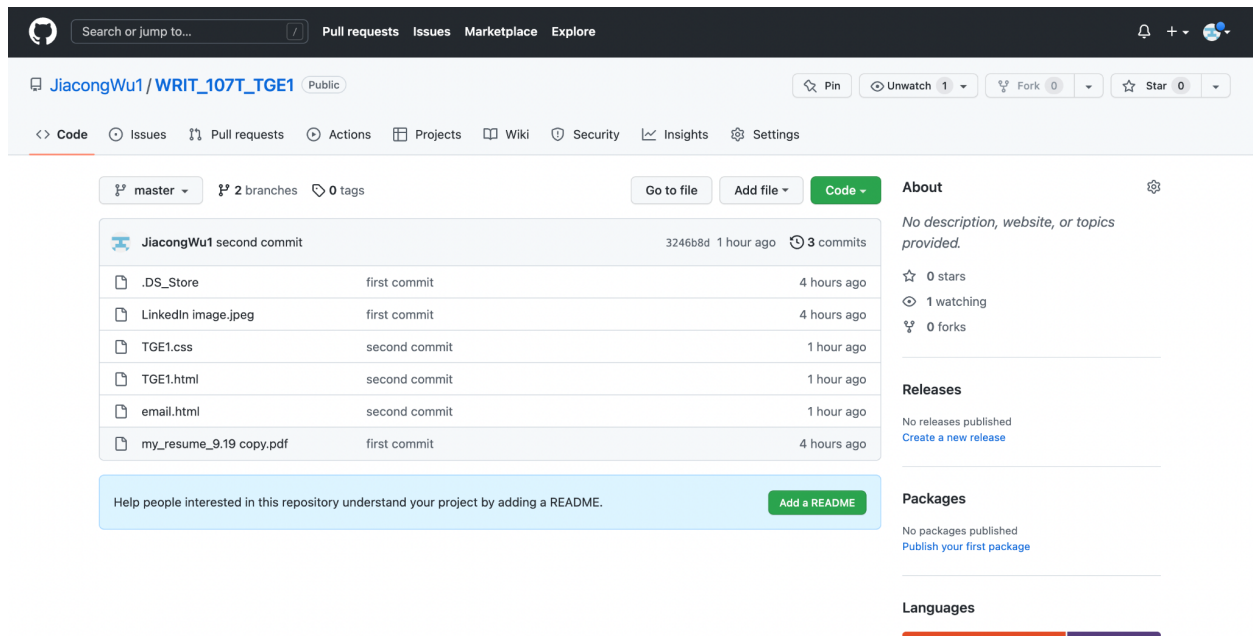 Search or jump to... / Pull requests Issues Marketplace Explore
JiacongWu1 / WRIT_107T_TGE1 Public Pin Unwatch 1 Fork 0 Star 0
<> Code Issues Pull requests Actions Projects Wiki Security Insights Settings
master 2 branches 0 tags Go to file Add file Code
JiacongWu1 second commit 3246b8d 1 hour ago 3 commits
.DS_Store first commit 4 hours ago
LinkedIn image.jpeg first commit 4 hours ago
TGE1.css second commit 1 hour ago
TGE1.html second commit 1 hour ago
email.html second commit 1 hour ago
my_resume_9.19 copy.pdf first commit 4 hours ago
Help people interested in this repository understand your project by adding a README. Add a README
About
No description, website, or topics
provided.
0 stars
1 watching
0 forks
Releases
No releases published
Create a new release
Packages
No packages published
Publish your first package
Languages